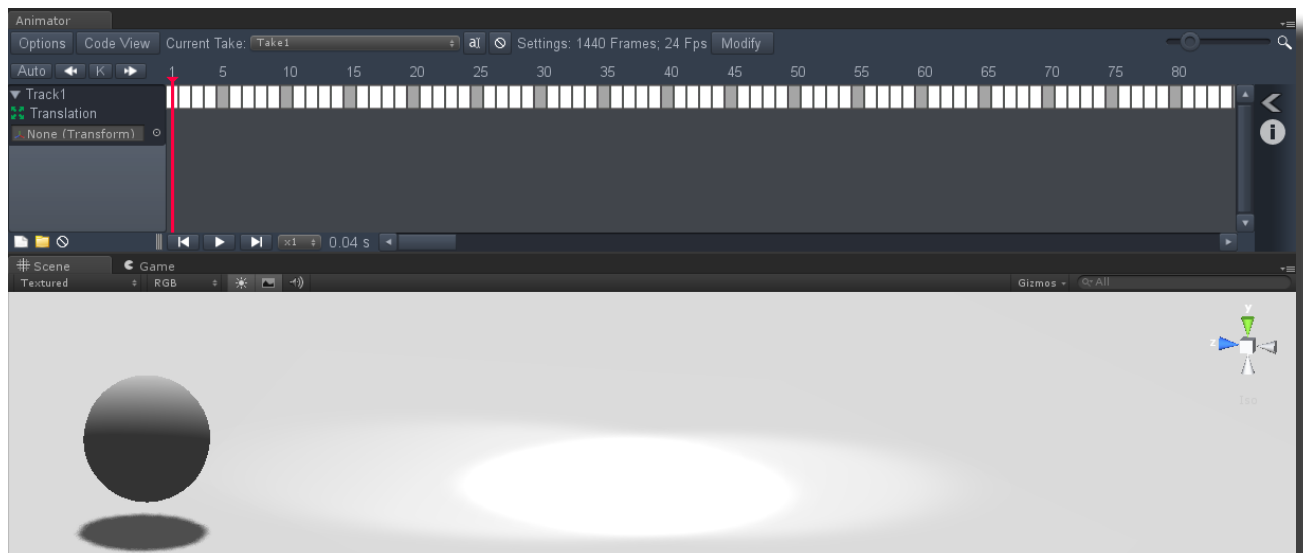 Animator
Options Code View Current Take: Take1 aI Settings: 1440 Frames; 24 Fps Modify
Auto K 1 5 10 15 20 25 30 35 40 45 50 55 60 65 70 75 80
Track1
Translation
None (Transform)
x1 0.04 s
Scene Game
Textured RGB Gizmos All
y
z
Iso